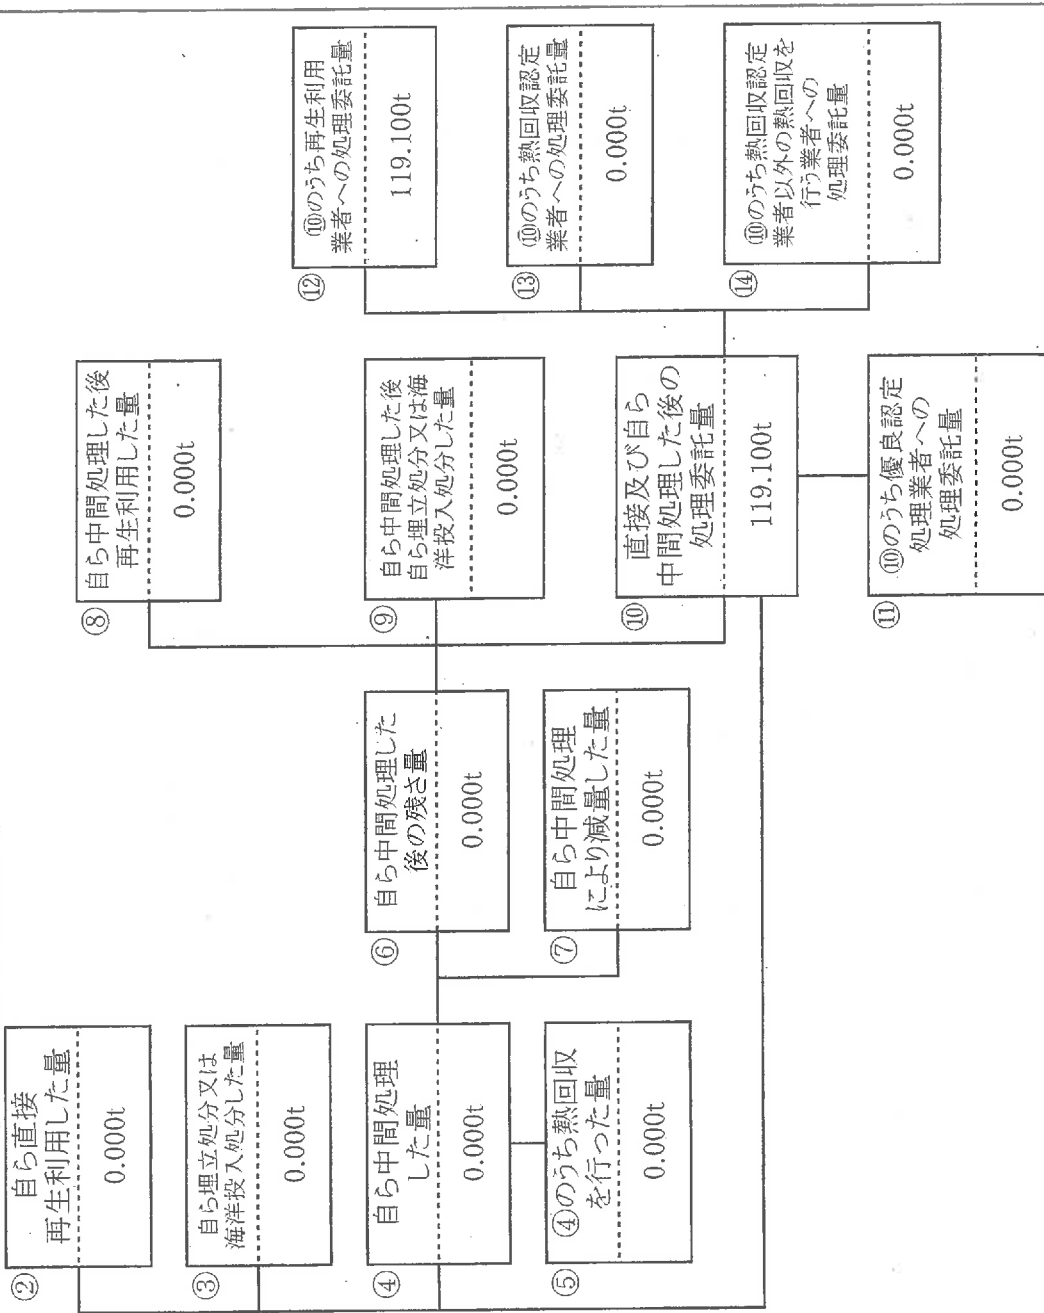 ②
自ら直接
再生利用した量
0.000t
③
自ら埋立処分又は
海洋投入処分した量
0.000t
④
自ら中間処理
した量
0.000t
⑤
④のうち熱回収
を行った量
0.000t
⑥
自ら中間処理した
後の残さ量
0.000t
⑦
自ら中間処理
により減量した量
0.000t
⑧
自ら中間処理した後
再生利用した量
0.000t
⑨
自ら中間処理した後
自ら埋立処分又は海
洋投入処分した量
0.000t
⑩
直接及び自ら
中間処理した後の
処理委託量
119.100t
⑪
⑩のうち優良認定
処理業者への
処理委託量
0.000t
⑫
⑩のうち再生利用
業者への処理委託量
119.100t
⑬
⑩のうち熱回収認定
業者への処理委託量
0.000t
⑭
⑩のうち熱回収認定
業者以外の熱回収を
行う業者への
処理委託量
0.000t